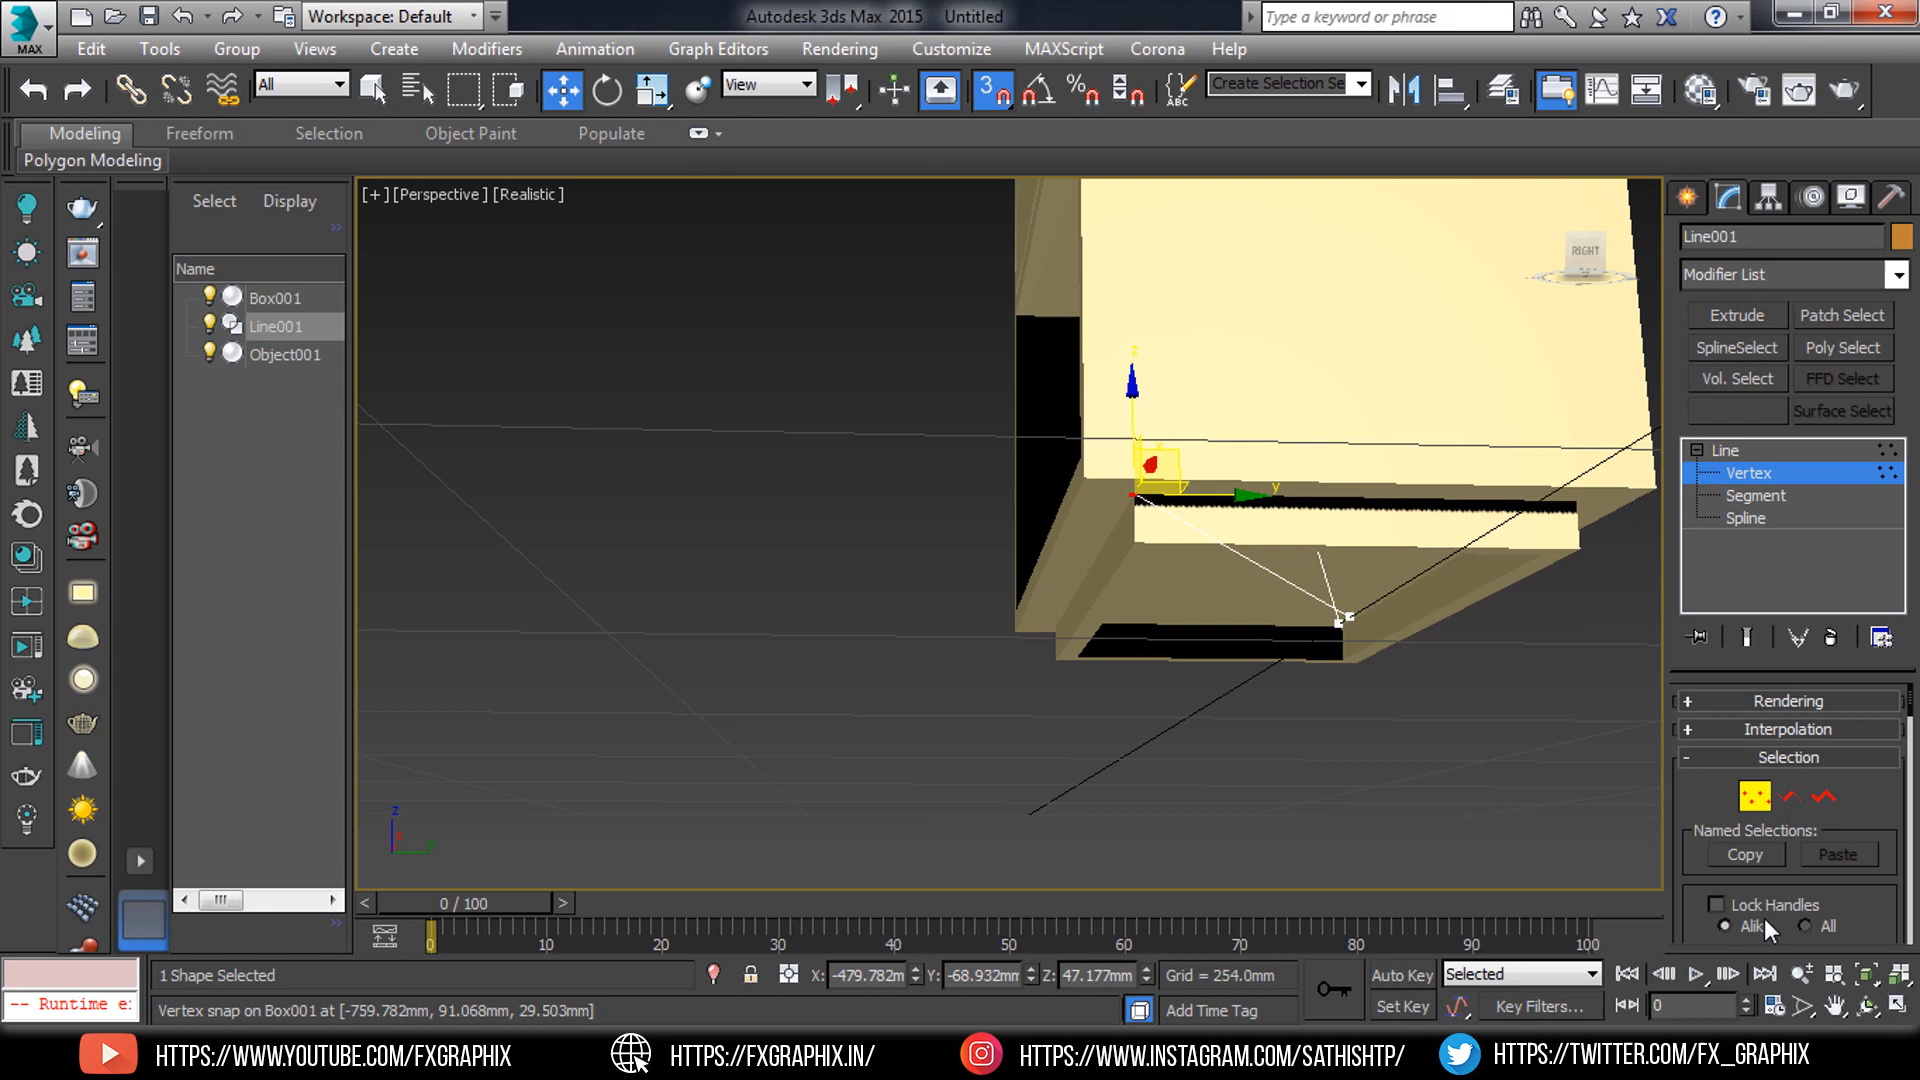 MAX
Workspace: Default
Autodesk 3ds Max 2015 Untitled
Type a keyword or phrase
Edit Tools Group Views Create Modifiers Animation Graph Editors Rendering Customize MAXScript Corona Help
All View 3 ABC Create Selection Se
Modeling Freeform Selection Object Paint Populate
Polygon Modeling
Select Display
Name
Box001
Line001
Object001
[+] [Perspective] [Realistic]
RIGHT
z
x
y
z
Line001
Modifier List
Extrude Patch Select
SplineSelect Poly Select
Vol. Select FFD Select
Surface Select
Line
Vertex
Segment
Spline
+ Rendering
+ Interpolation
- Selection
Named Selections:
Copy Paste
Lock Handles
Alik All
< 0 / 100 >
0 10 20 30 40 50 60 70 80 90 100
1 Shape Selected
X: -479.782m Y: -68.932mm Z: 47.177mm Grid = 254.0mm
Auto Key Selected
-- Runtime e:
Vertex snap on Box001 at [-759.782mm, 91.068mm, 29.503mm]
Add Time Tag
Set Key Key Filters... 0
HTTPS://WWW.YOUTUBE.COM/FXGRAPHIX HTTPS://FXGRAPHIX.IN/ HTTPS://WWW.INSTAGRAM.COM/SATHISHTP/ HTTPS://TWITTER.COM/FX_GRAPHIX